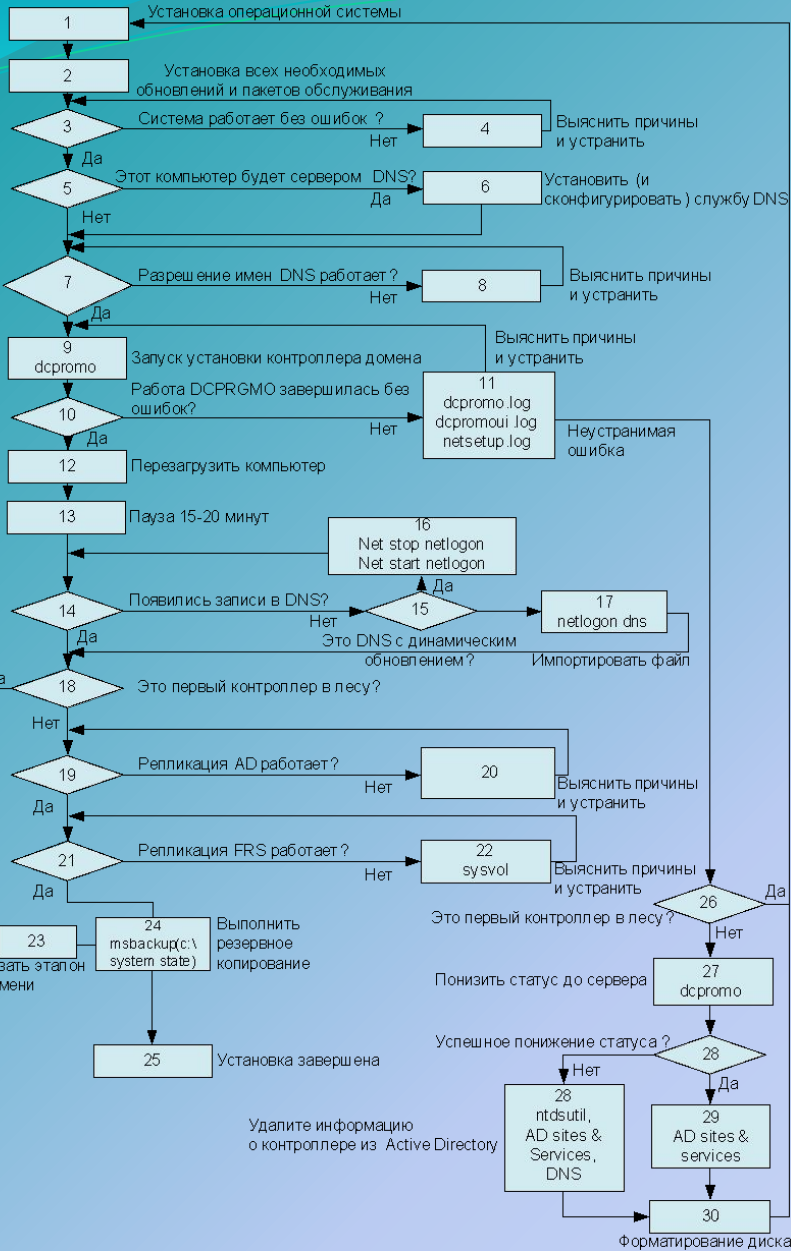 1
Установка операционной системы
2
Установка всех необходимых
обновлений и пакетов обслуживания
3
Система работает без ошибок ?
Нет
4
Выяснить причины
и устранить
Да
5
Этот компьютер будет сервером DNS?
Да
6
Установить (и
сконфигурировать ) службу DNS
Нет
7
Разрешение имен DNS работает?
Нет
8
Выяснить причины
и устранить
Да
9
dcpromo
Запуск установки контроллера домена
Выяснить причины
и устранить
10
Работа DCPRGMO завершилась без
ошибок?
Нет
11
dcpromo.log
dcpromoui .log
netsetup.log
Неустранимая
ошибка
Да
12
Перезагрузить компьютер
13
Пауза 15-20 минут
16
Net stop netlogon
Net start netlogon
14
Появились записи в DNS?
Нет
Да
15
Это DNS с динамическим
обновлением ?
17
netlogon dns
Импортировать файл
Да
18
Это первый контроллер в лесу?
а
Нет
19
Репликация AD работает?
Нет
20
Выяснить причины
и устранить
Да
21
Репликация FRS работает ?
Нет
22
sysvol
Выяснить причины
и устранить
Да
23
зать эталон
мени
24
msbackup(c:\
system state)
Выполнить
резервное
копирование
25
Установка завершена
26
Это первый контроллер в лесу?
Да
Нет
27
dcpromo
Понизить статус до сервера
Успешное понижение статуса ?
28
Нет
Да
28
ntdsutil,
AD sites &
Services,
DNS
Удалите информацию
о контроллере из Active Directory
29
AD sites &
services
30
Форматирование диска